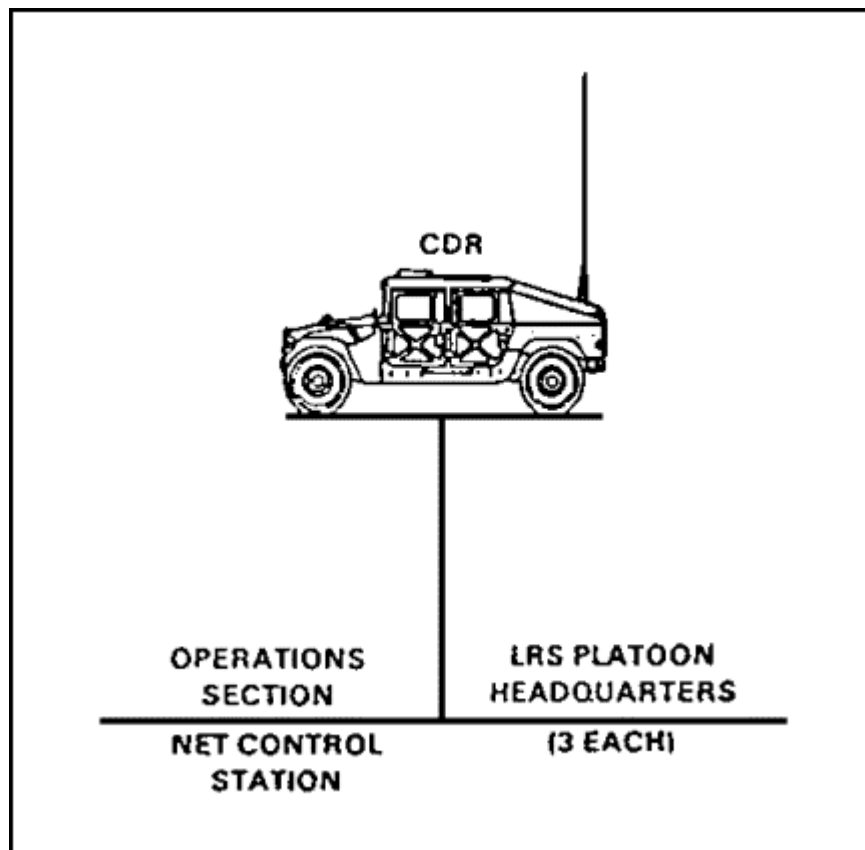 CDR
OPERATIONS
SECTION
LRS PLATOON
HEADQUARTERS
NET CONTROL
STATION
(3 EACH)